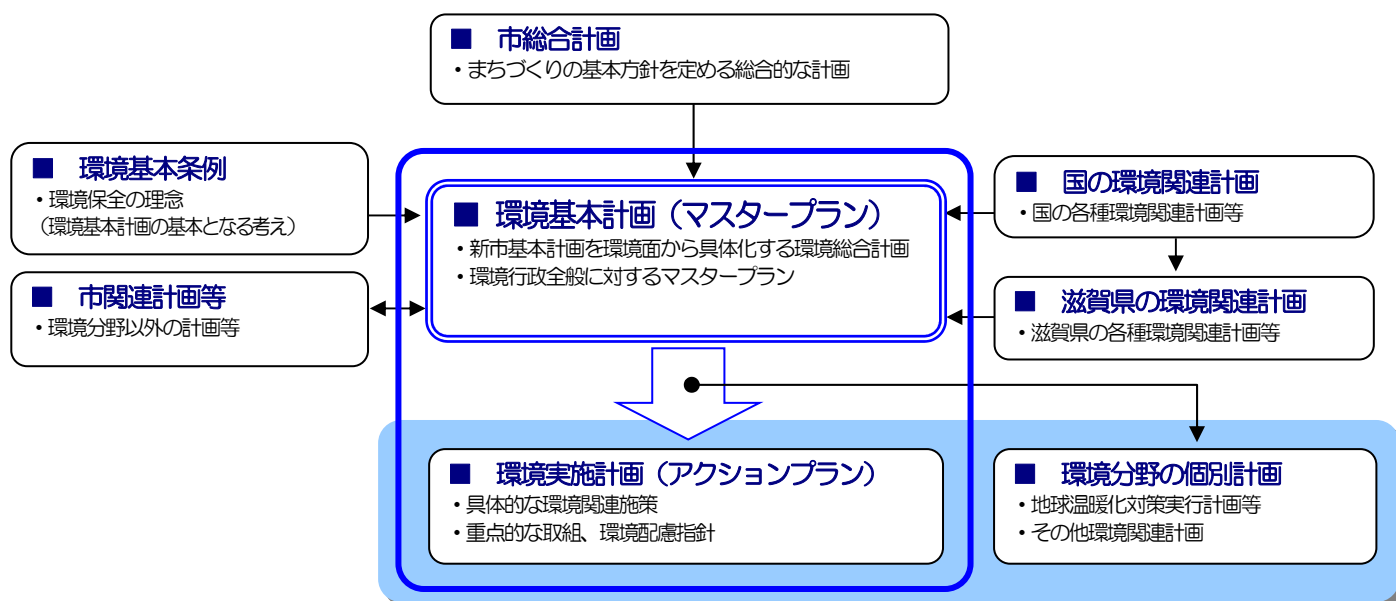 ■ 市総合計画
・まちづくりの基本方針を定める総合的な計画
■ 環境基本条例
・環境保全の理念
（環境基本計画の基本となる考え）
■ 市関連計画等
・環境分野以外の計画等
■ 環境基本計画（マスタープラン）
・新市基本計画を環境面から具体化する環境総合計画
・環境行政全般に対するマスタープラン
■ 国の環境関連計画
・国の各種環境関連計画等
■ 滋賀県の環境関連計画
・滋賀県の各種環境関連計画等
■ 環境実施計画（アクションプラン）
・具体的な環境関連施策
・重点的な取組、環境配慮指針
■ 環境分野の個別計画
・地球温暖化対策実行計画等
・その他環境関連計画